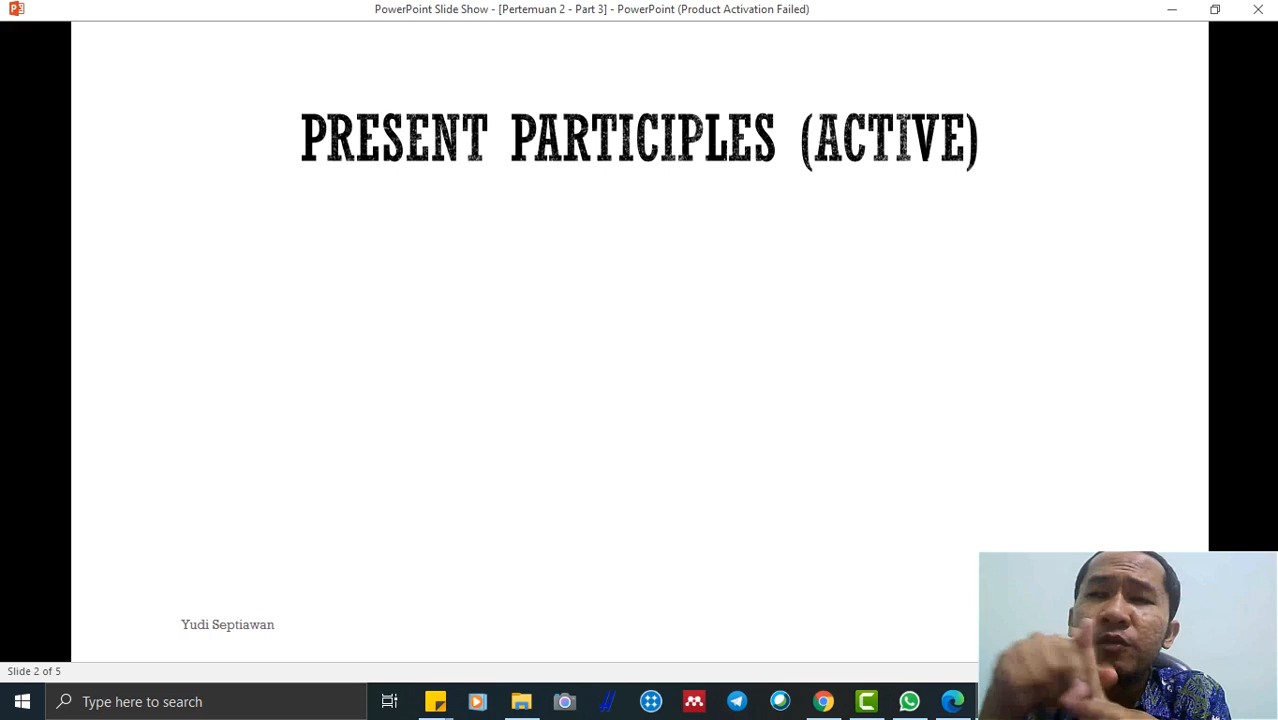 PowerPoint Slide Show - [Pertemuan 2 - Part 3] - PowerPoint (Product Activation Failed)
PRESENT PARTICIPLES (ACTIVE)
Yudi Septiawan
Slide 2 of 5
Type here to search